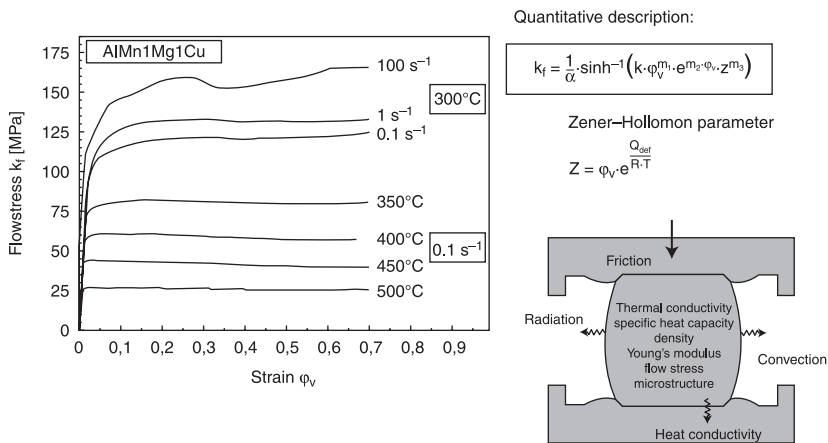 Quantitative description:
AlMn1Mg1Cu
Flowstress k_f [MPa]
175
150
125
100
75
50
25
0
0
0,1
0,2
0,3
0,4
0,5
0,6
0,7
0,8
0,9
Strain φ_v
100 s⁻¹
300°C
1 s⁻¹
0.1 s⁻¹
350°C
400°C
0.1 s⁻¹
450°C
500°C
k_f = 1/α · sinh⁻¹(k·φ_v^m₁·e^m₂·φ_v·z^m₃)
Zener–Hollomon parameter
Z = φ_v·e^(Q_def/R·T)
Friction
Radiation
Thermal conductivity
specific heat capacity
density
Young's modulus
flow stress
microstructure
Convection
Heat conductivity